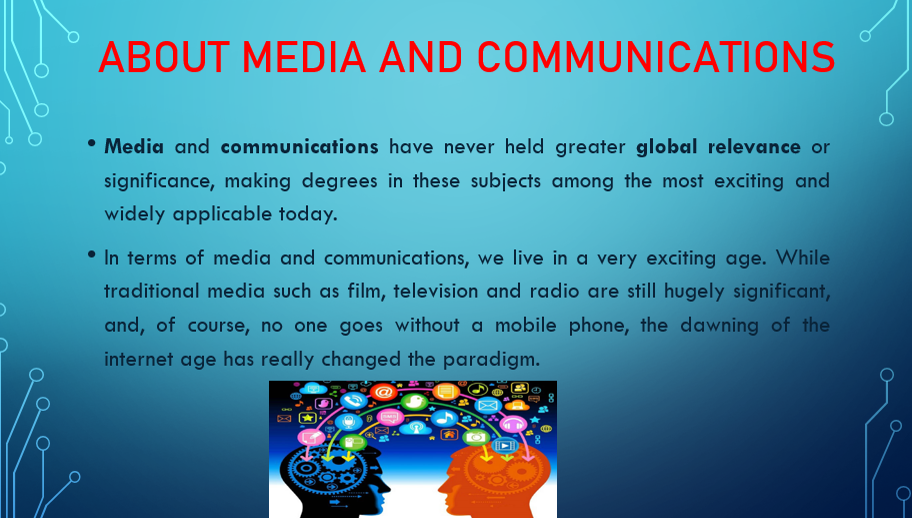 ABOUT MEDIA AND COMMUNICATIONS
• Media and communications have never held greater global relevance or
significance, making degrees in these subjects among the most exciting and
widely applicable today.
• In terms of media and communications, we live in a very exciting age. While
traditional media such as film, television and radio are still hugely significant,
and, of course, no one goes without a mobile phone, the dawning of the
internet age has really changed the paradigm.